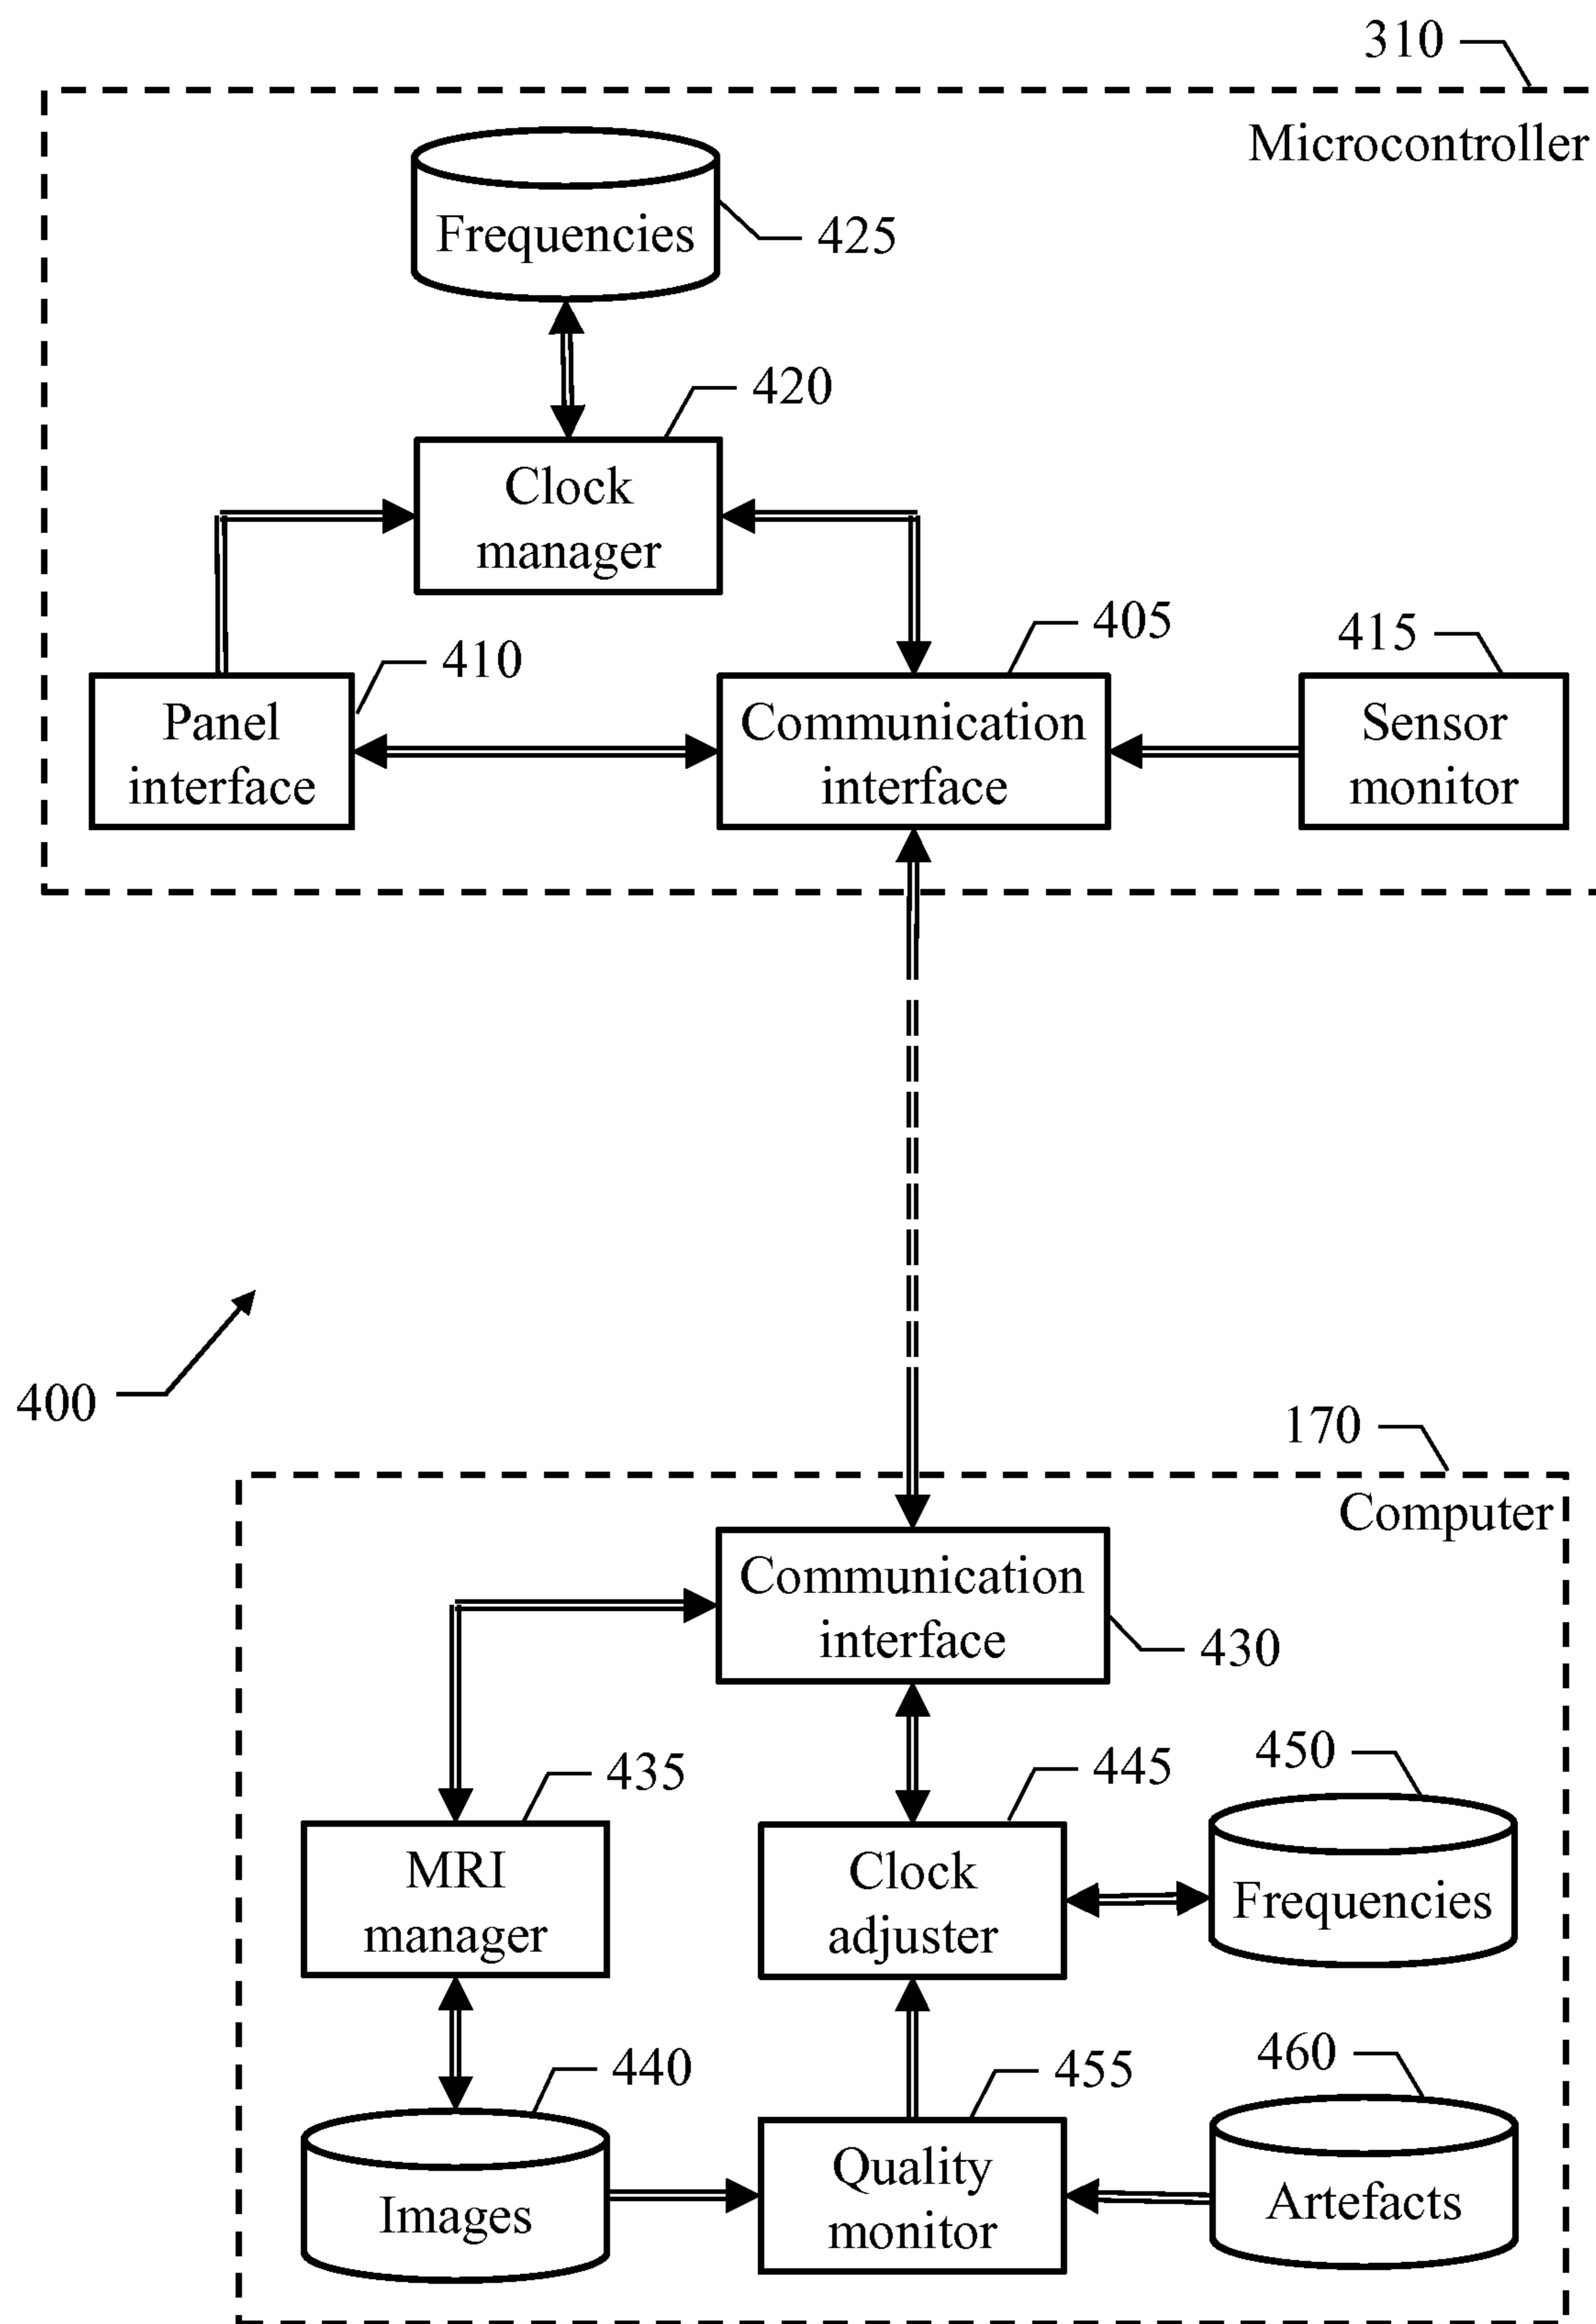 310
Microcontroller
Frequencies
425
420
Clock
manager
405
415
410
Panel
interface
Communication
interface
Sensor
monitor
400
170
Computer
Communication
interface
430
435
445
450
MRI
manager
Clock
adjuster
Frequencies
440
455
460
Images
Quality
monitor
Artefacts